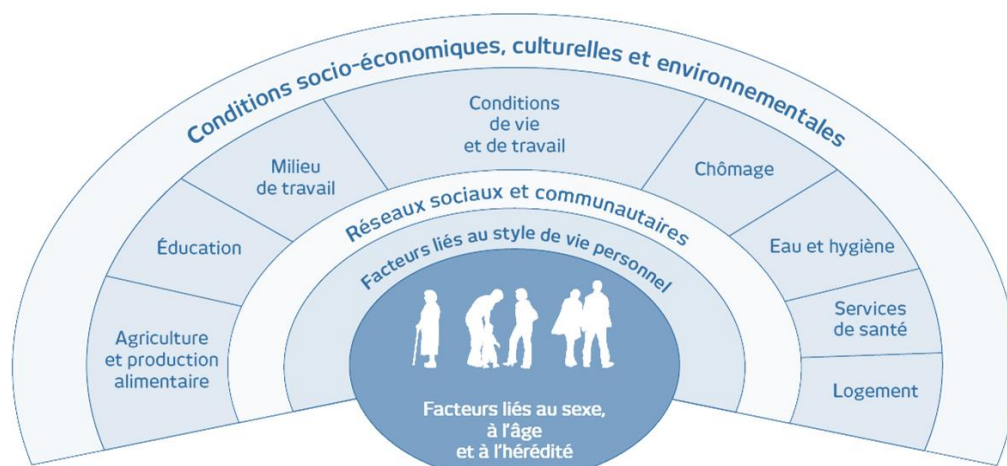 Conditions socio-économiques, culturelles et environnementales
Conditions
de vie
et de travail
Milieu
de travail
Chômage
Réseaux sociaux et communautaires
Éducation
Eau et hygiène
Facteurs liés au style de vie personnel
Services
de santé
Agriculture
et production
alimentaire
Logement
Facteurs liés au sexe,
à l'âge
et à l'hérédité